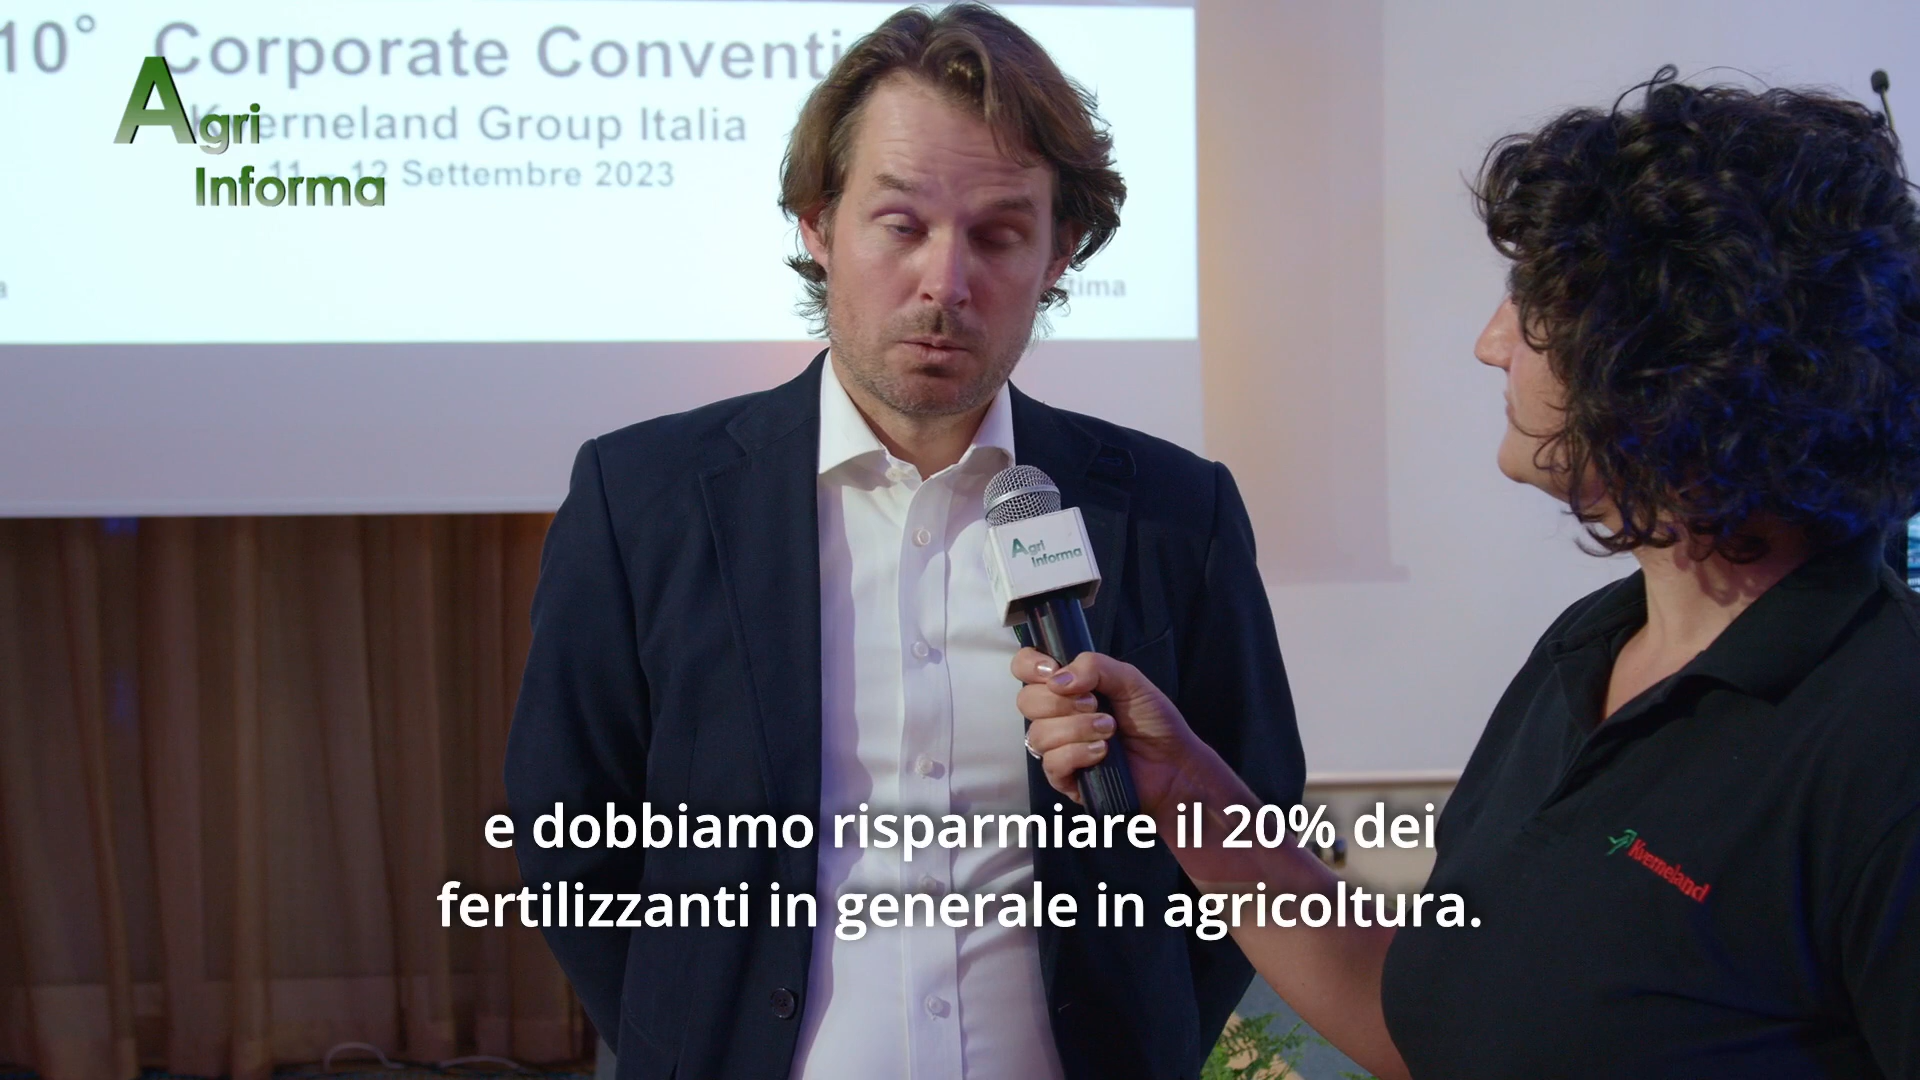 10° Corporate Conventi
Kverneland Group Italia
11 - 12 Settembre 2023
Agri
Informa
tima
Agri
Informa
Kverneland
e dobbiamo risparmiare il 20% dei
fertilizzanti in generale in agricoltura.